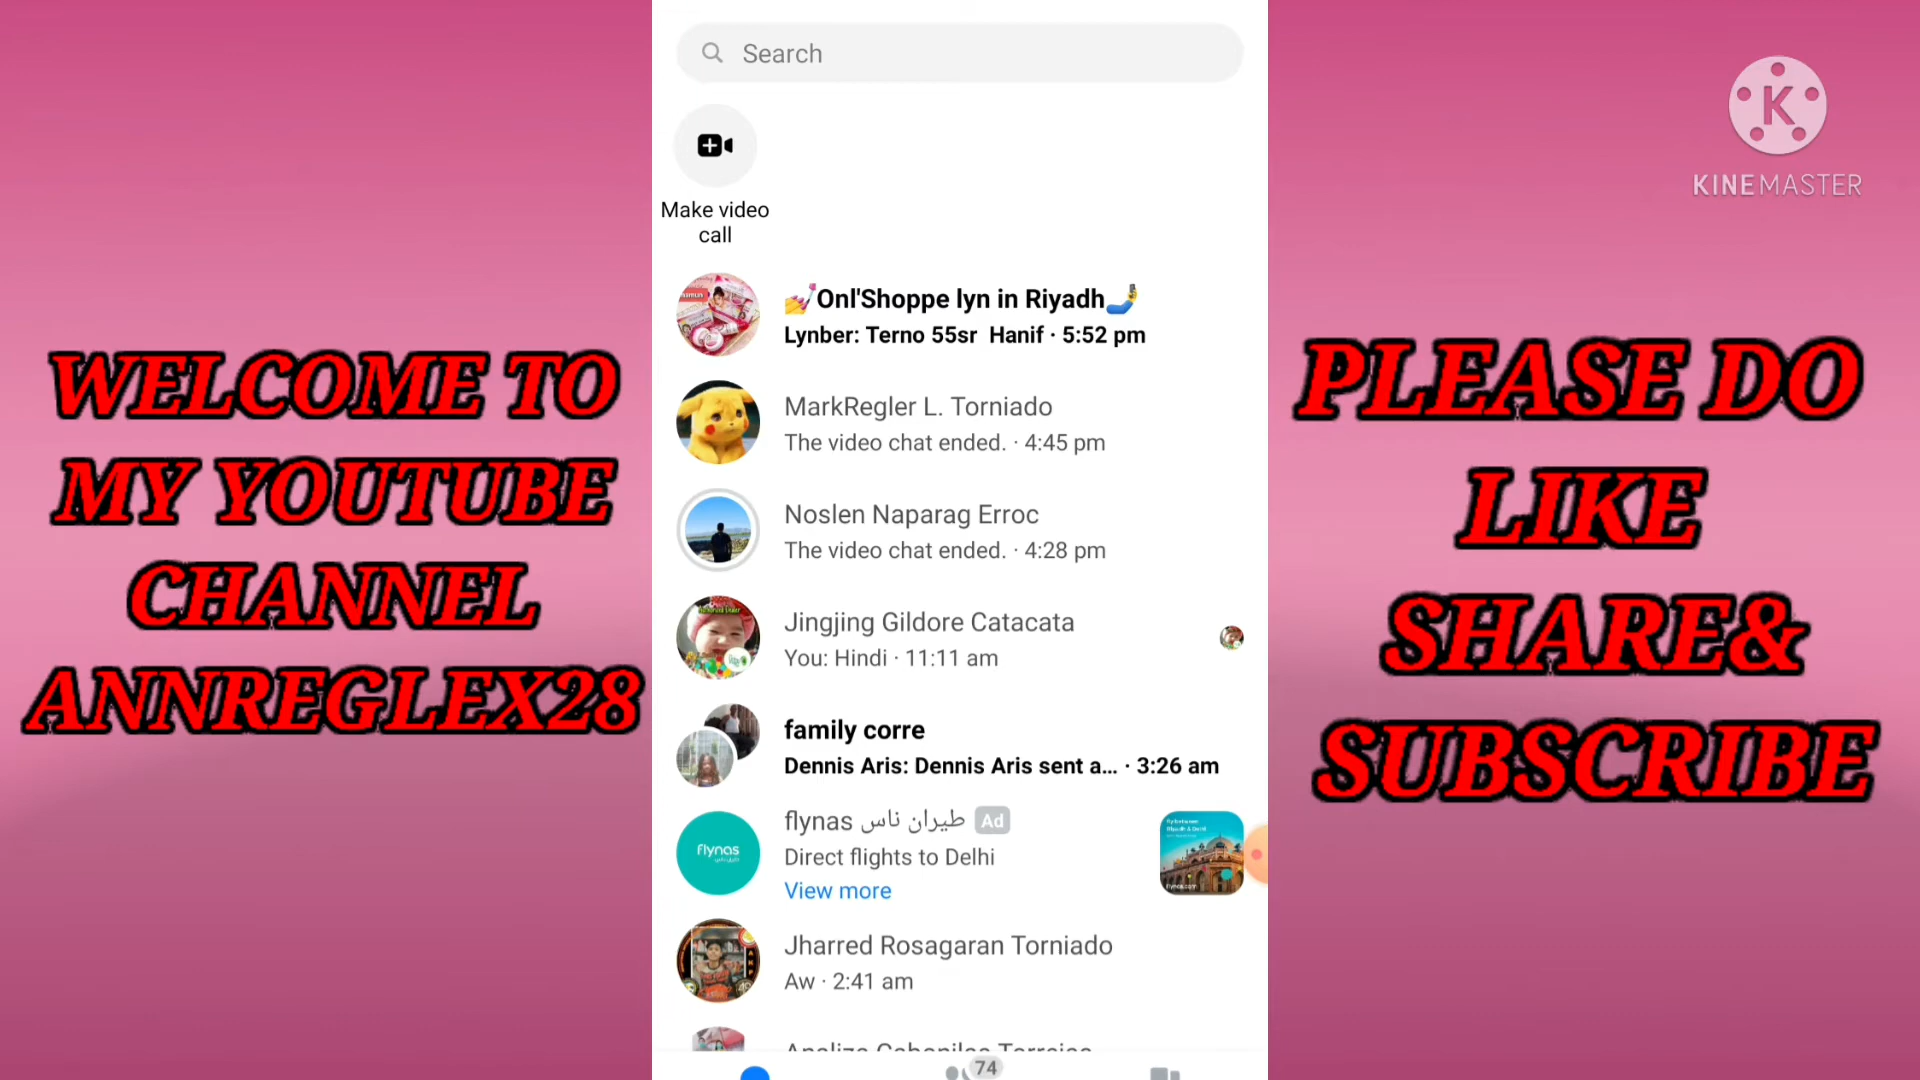 WELCOME TO
MY YOUTUBE
CHANNEL
ANNREGLEX28
Search
Make video
call
💅Onl'Shoppe lyn in Riyadh🤳
Lynber: Terno 55sr  Hanif · 5:52 pm
MarkRegler L. Torniado
The video chat ended. · 4:45 pm
Noslen Naparag Erroc
The video chat ended. · 4:28 pm
Jingjing Gildore Catacata
You: Hindi · 11:11 am
family corre
Dennis Aris: Dennis Aris sent a... · 3:26 am
flynas طيران ناس Ad
Direct flights to Delhi
View more
flynas
flynas.com
Jharred Rosagaran Torniado
Aw · 2:41 am
74
K
KINEMASTER
PLEASE DO
LIKE
SHARE&
SUBSCRIBE